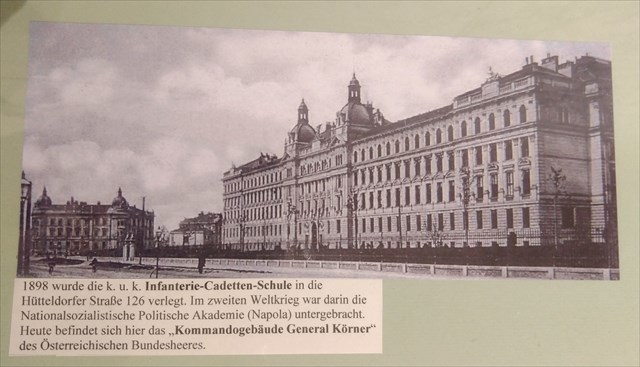 1898 wurde die k. u. k. Infanterie-Cadetten-Schule in die
Hütteldorfer Straße 126 verlegt. Im zweiten Weltkrieg war darin die
Nationalsozialistische Politische Akademie (Napola) untergebracht.
Heute befindet sich hier das „Kommandogebäude General Körner“
des Österreichischen Bundesheeres.